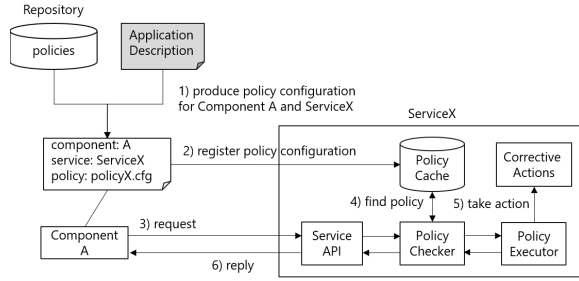 Repository
policies
Application
Description
1) produce policy configuration
for Component A and ServiceX
ServiceX
component: A
service: ServiceX
policy: policyX.cfg
2) register policy configuration
Policy
Cache
Corrective
Actions
4) find policy
5) take action
3) request
Component
A
Service
API
Policy
Checker
Policy
Executor
6) reply